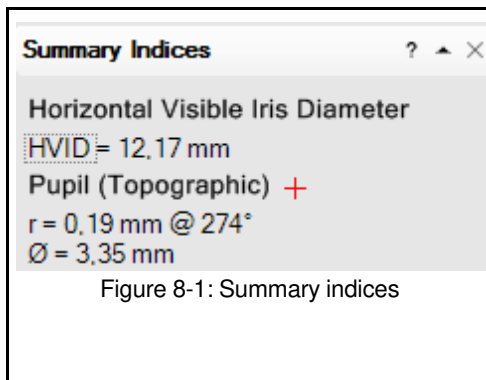 Summary Indices ?
Horizontal Visible Iris Diameter
HVID = 12,17 mm
Pupil (Topographic)
r = 0,19 mm @ 274°
Ø = 3,35 mm
Figure 8-1: Summary indices